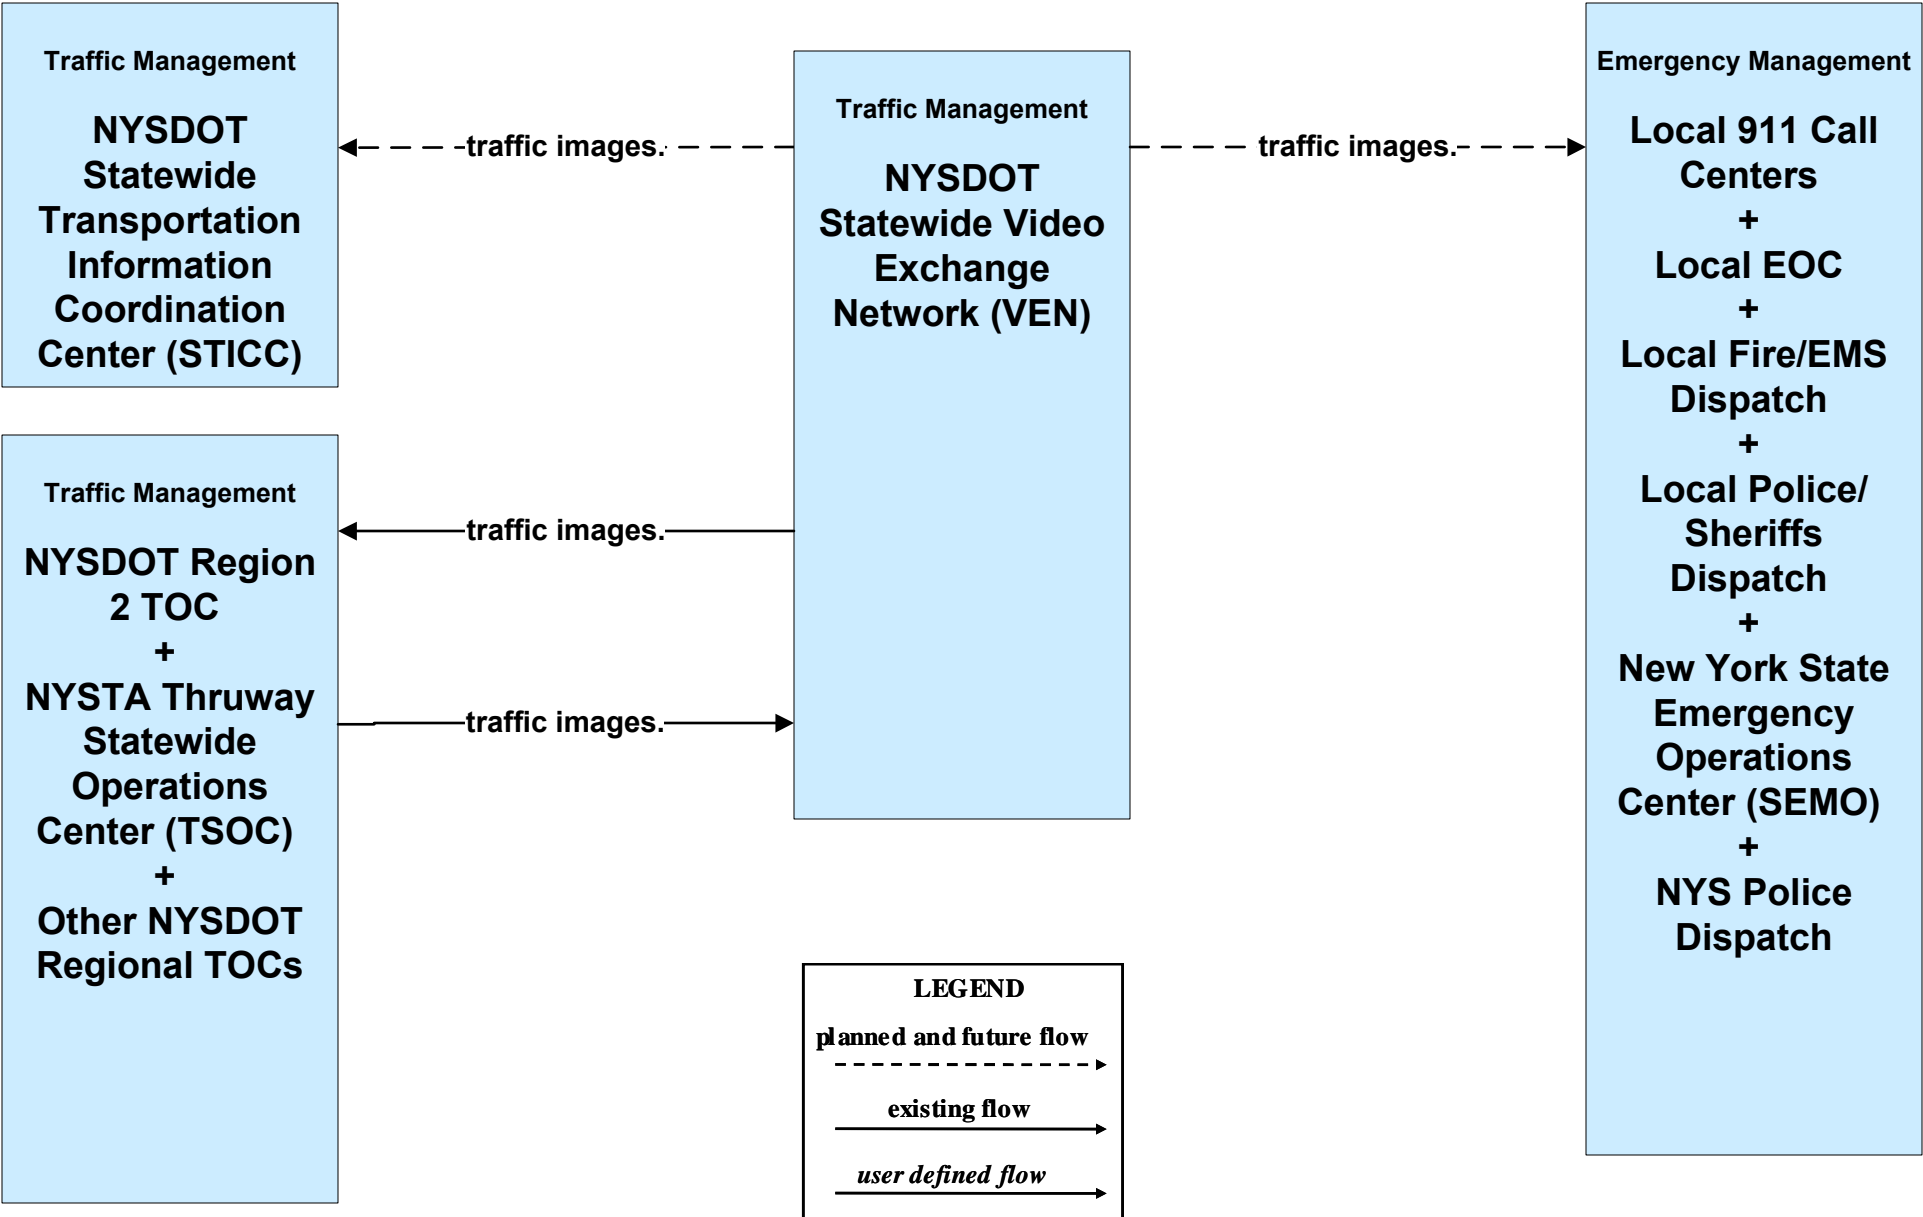 Traffic Management
NYSDOT
Statewide
Transportation
Information
Coordination
Center (STICC)
Traffic Management
NYSDOT Region
2 TOC
+
NYSTA Thruway
Statewide
Operations
Center (TSOC)
+
Other NYSDOT
Regional TOCs
traffic images.
traffic images.
traffic images.
Traffic Management
NYSDOT
Statewide Video
Exchange
Network (VEN)
traffic images.
Emergency Management
Local 911 Call
Centers
+
Local EOC
+
Local Fire/EMS
Dispatch
+
Local Police/
Sheriffs
Dispatch
+
New York State
Emergency
Operations
Center (SEMO)
+
NYS Police
Dispatch
LEGEND
planned and future flow
existing flow
user defined flow